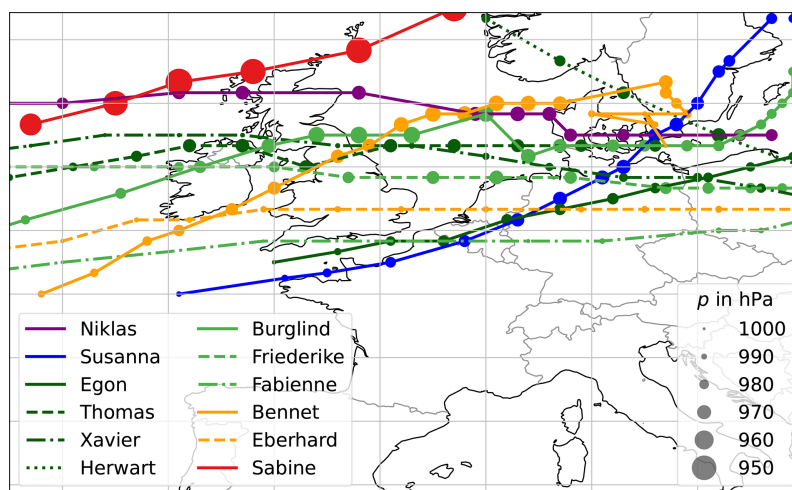 Niklas
Susanna
Egon
Thomas
Xavier
Herwart
Burglind
Friederike
Fabienne
Bennet
Eberhard
Sabine
p in hPa
1000
990
980
970
960
950